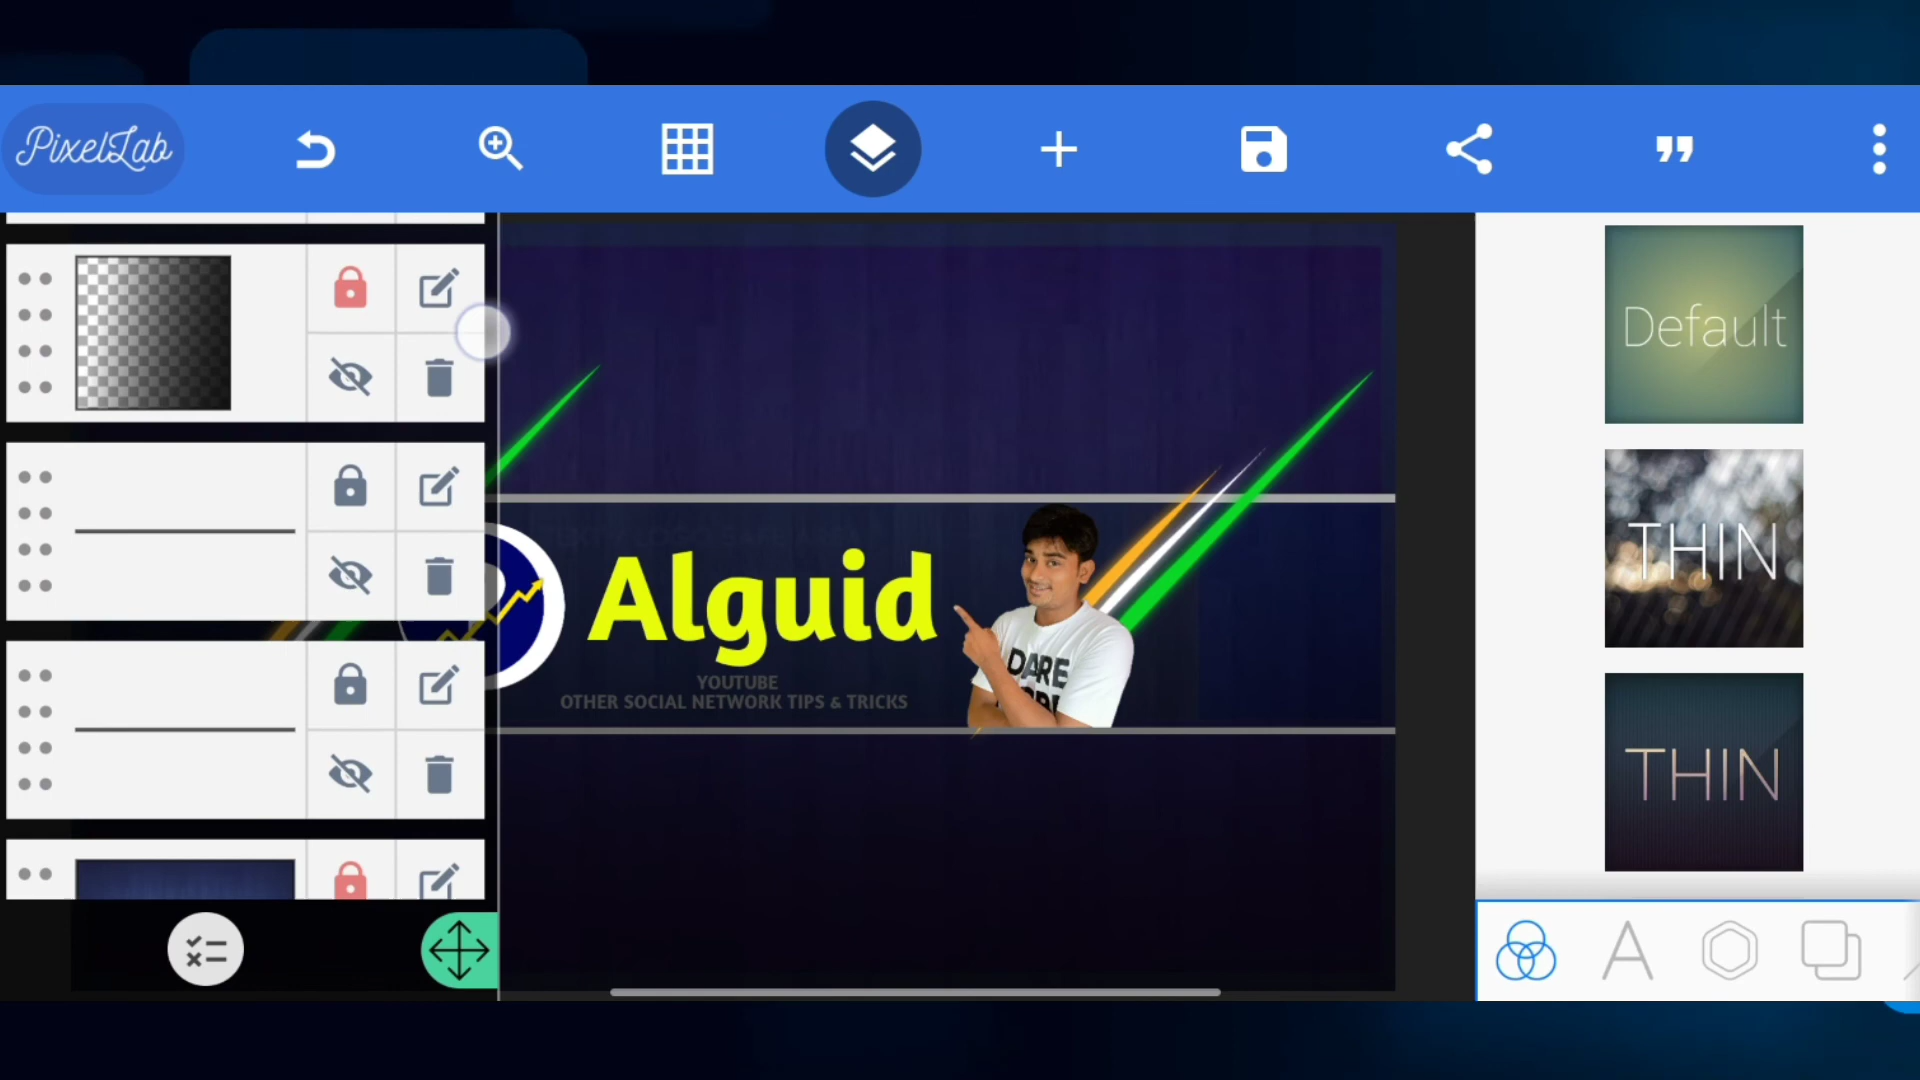 PixelLab
Default
THIN
THIN
Alguid
YOUTUBE
OTHER SOCIAL NETWORK TIPS & TRICKS
DARE